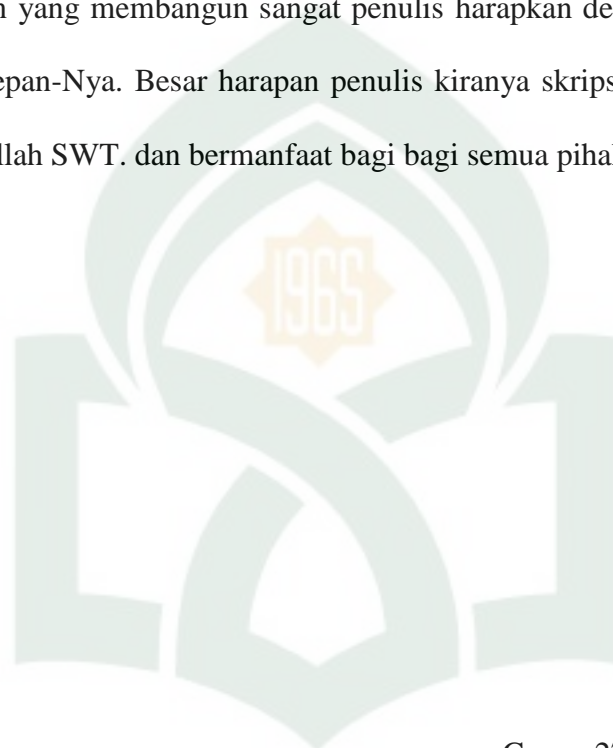 yang membangun sangat penulis harapkan
epan-Nya. Besar harapan penulis kiranya skrips
llah SWT. dan bermanfaat bagi bagi semua pihak
1965